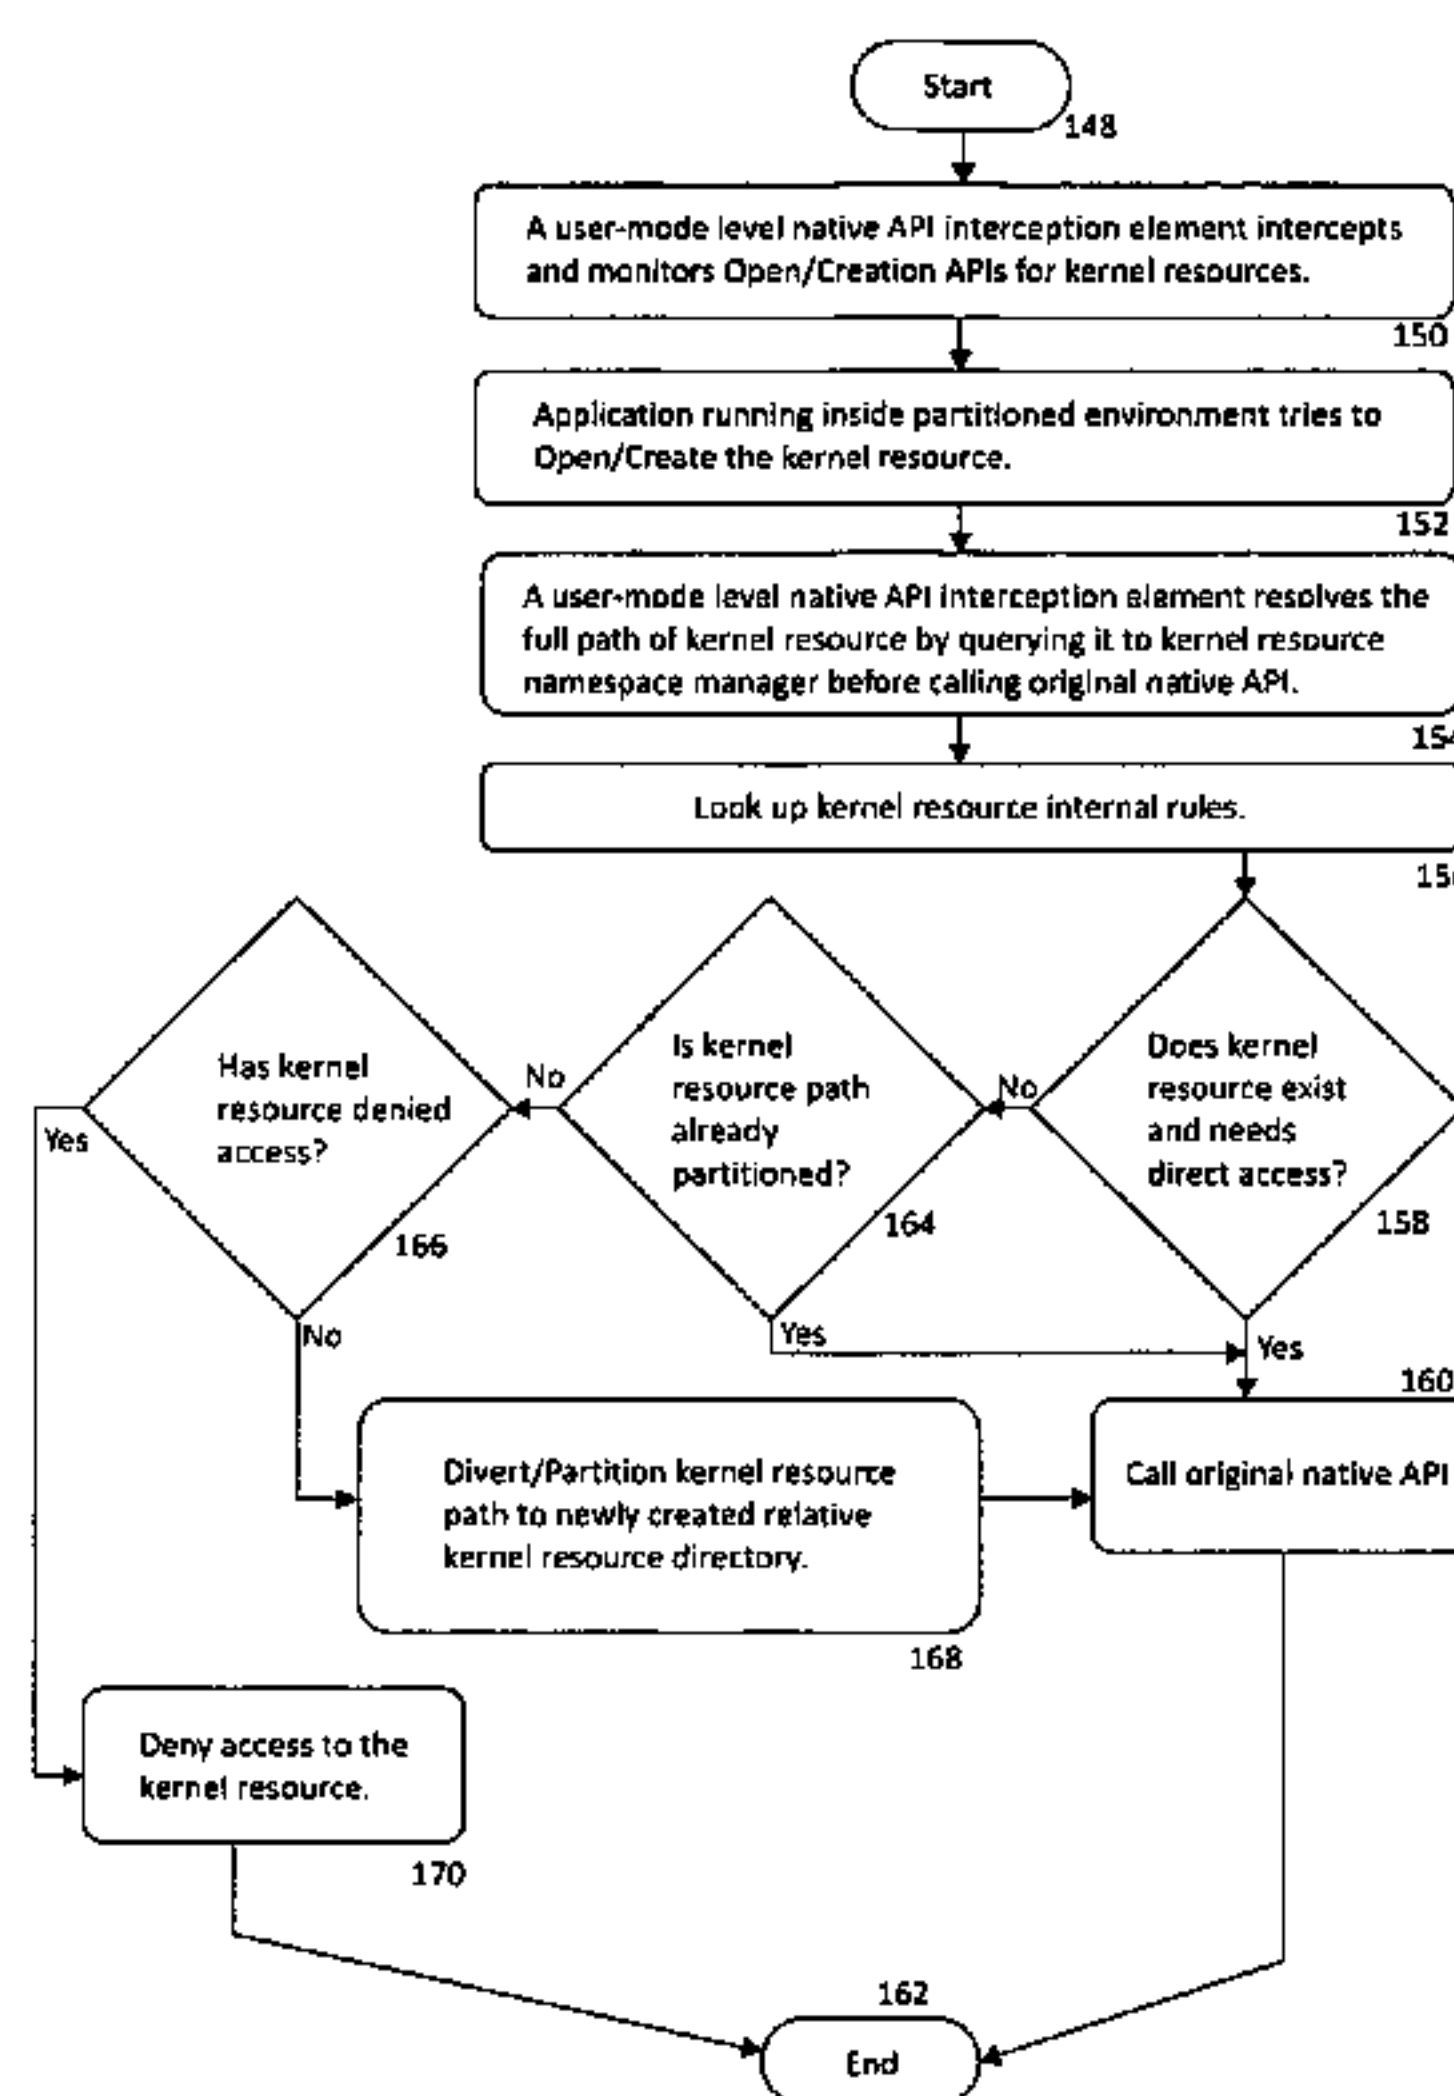 Start
148
A user-mode level native API interception element intercepts
and monitors Open/Creation APIs for kernel resources.
150
Application running inside partitioned environment tries to
Open/Create the kernel resource.
152
A user-mode level native API interception element resolves the
full path of kernel resource by querying it to kernel resource
namespace manager before calling original native API.
Look up kernel resource internal rules.
Has kernel
resource denied
access?
166
Yes
No
No
Is kernel
resource path
already
partitioned?
164
Yes
No
Does kernel
resource exist
and needs
direct access?
158
Yes
160
Divert/Partition kernel resource
path to newly created relative
kernel resource directory.
168
Call original native API
Deny access to the
kernel resource.
170
162
End